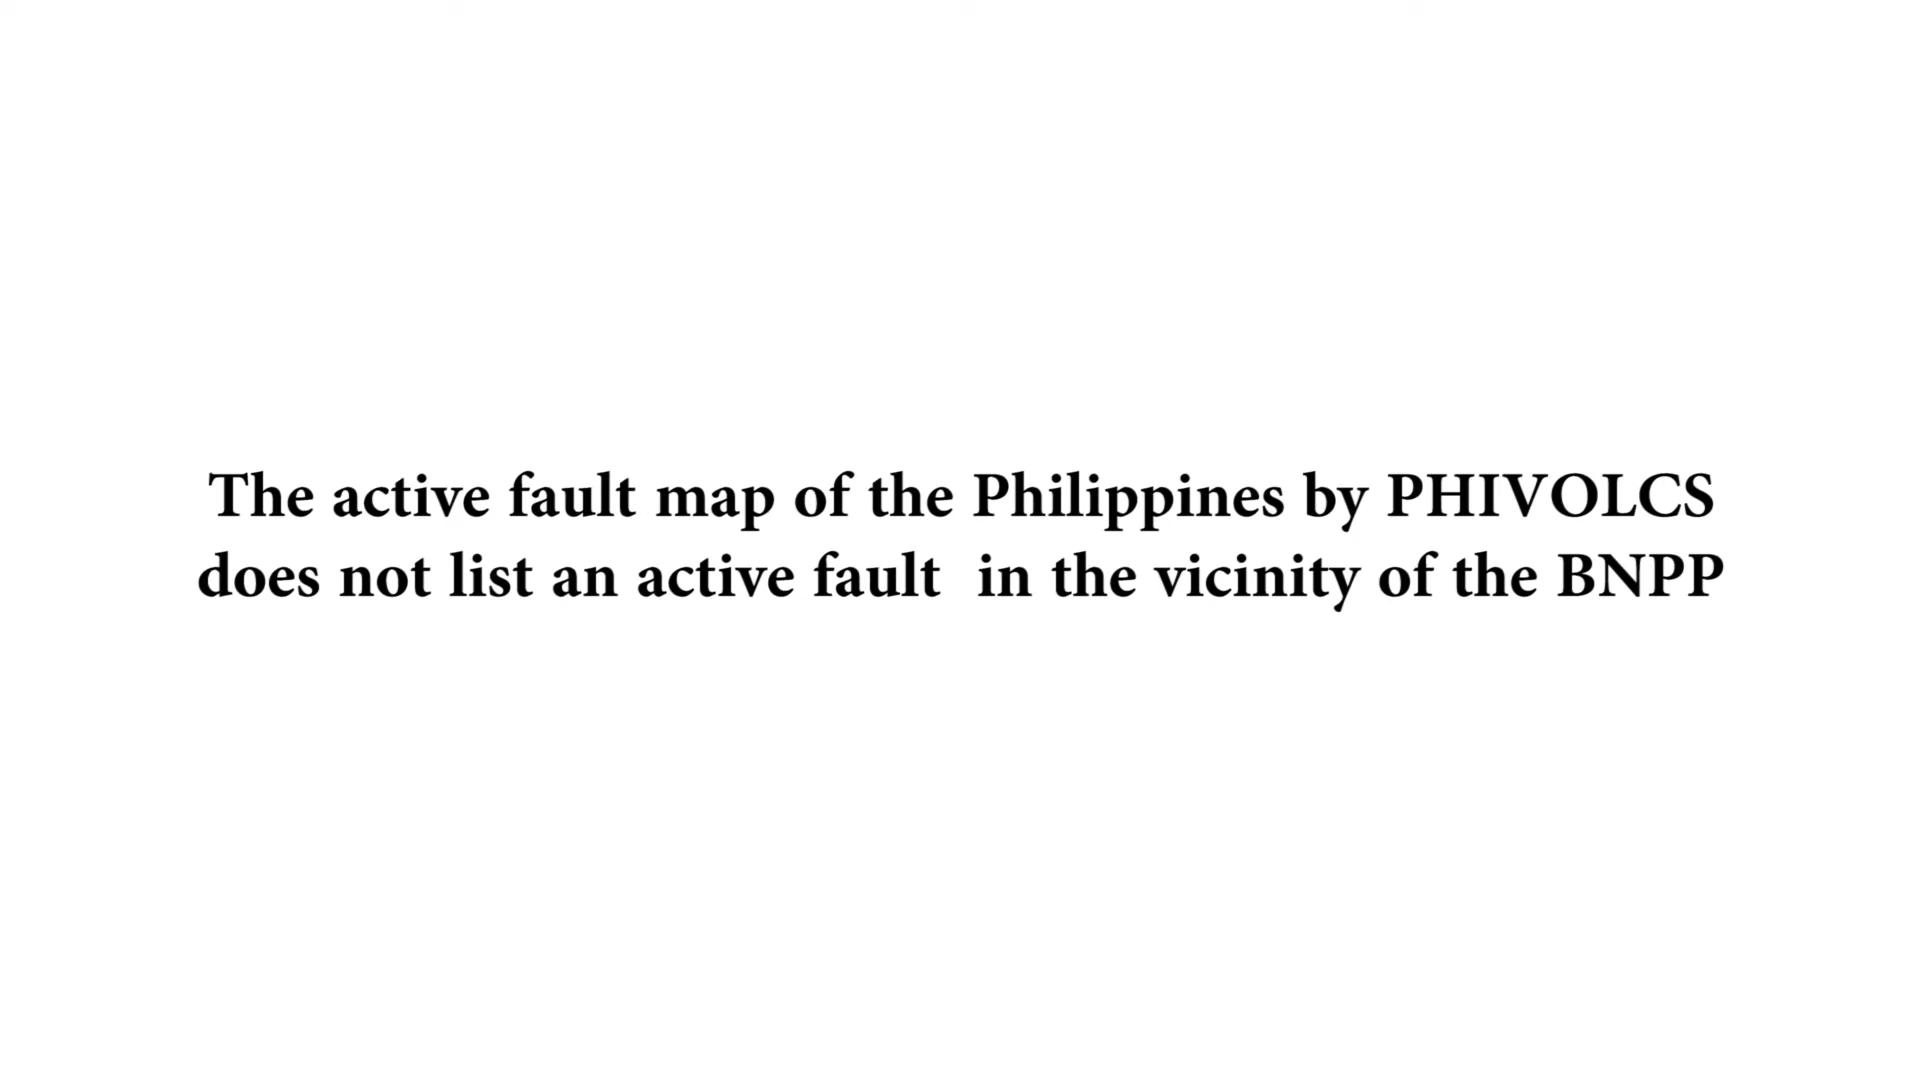 The active fault map of the Philippines by PHIVOLCS
does not list an active fault  in the vicinity of the BNPP